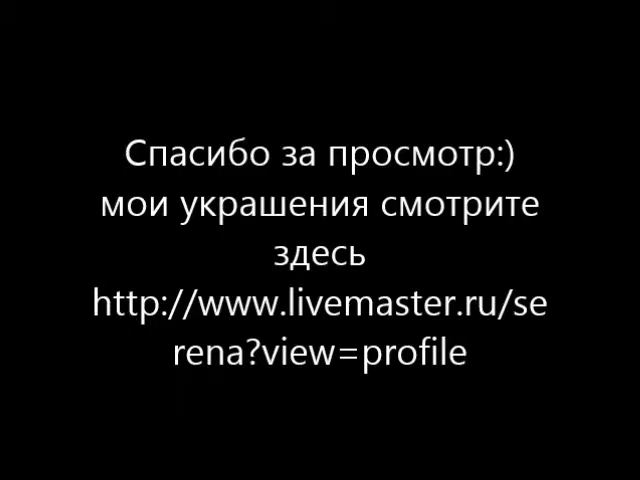 Спасибо за просмотр:)
мои украшения смотрите
здесь
http://www.livemaster.ru/se
rena?view=profile